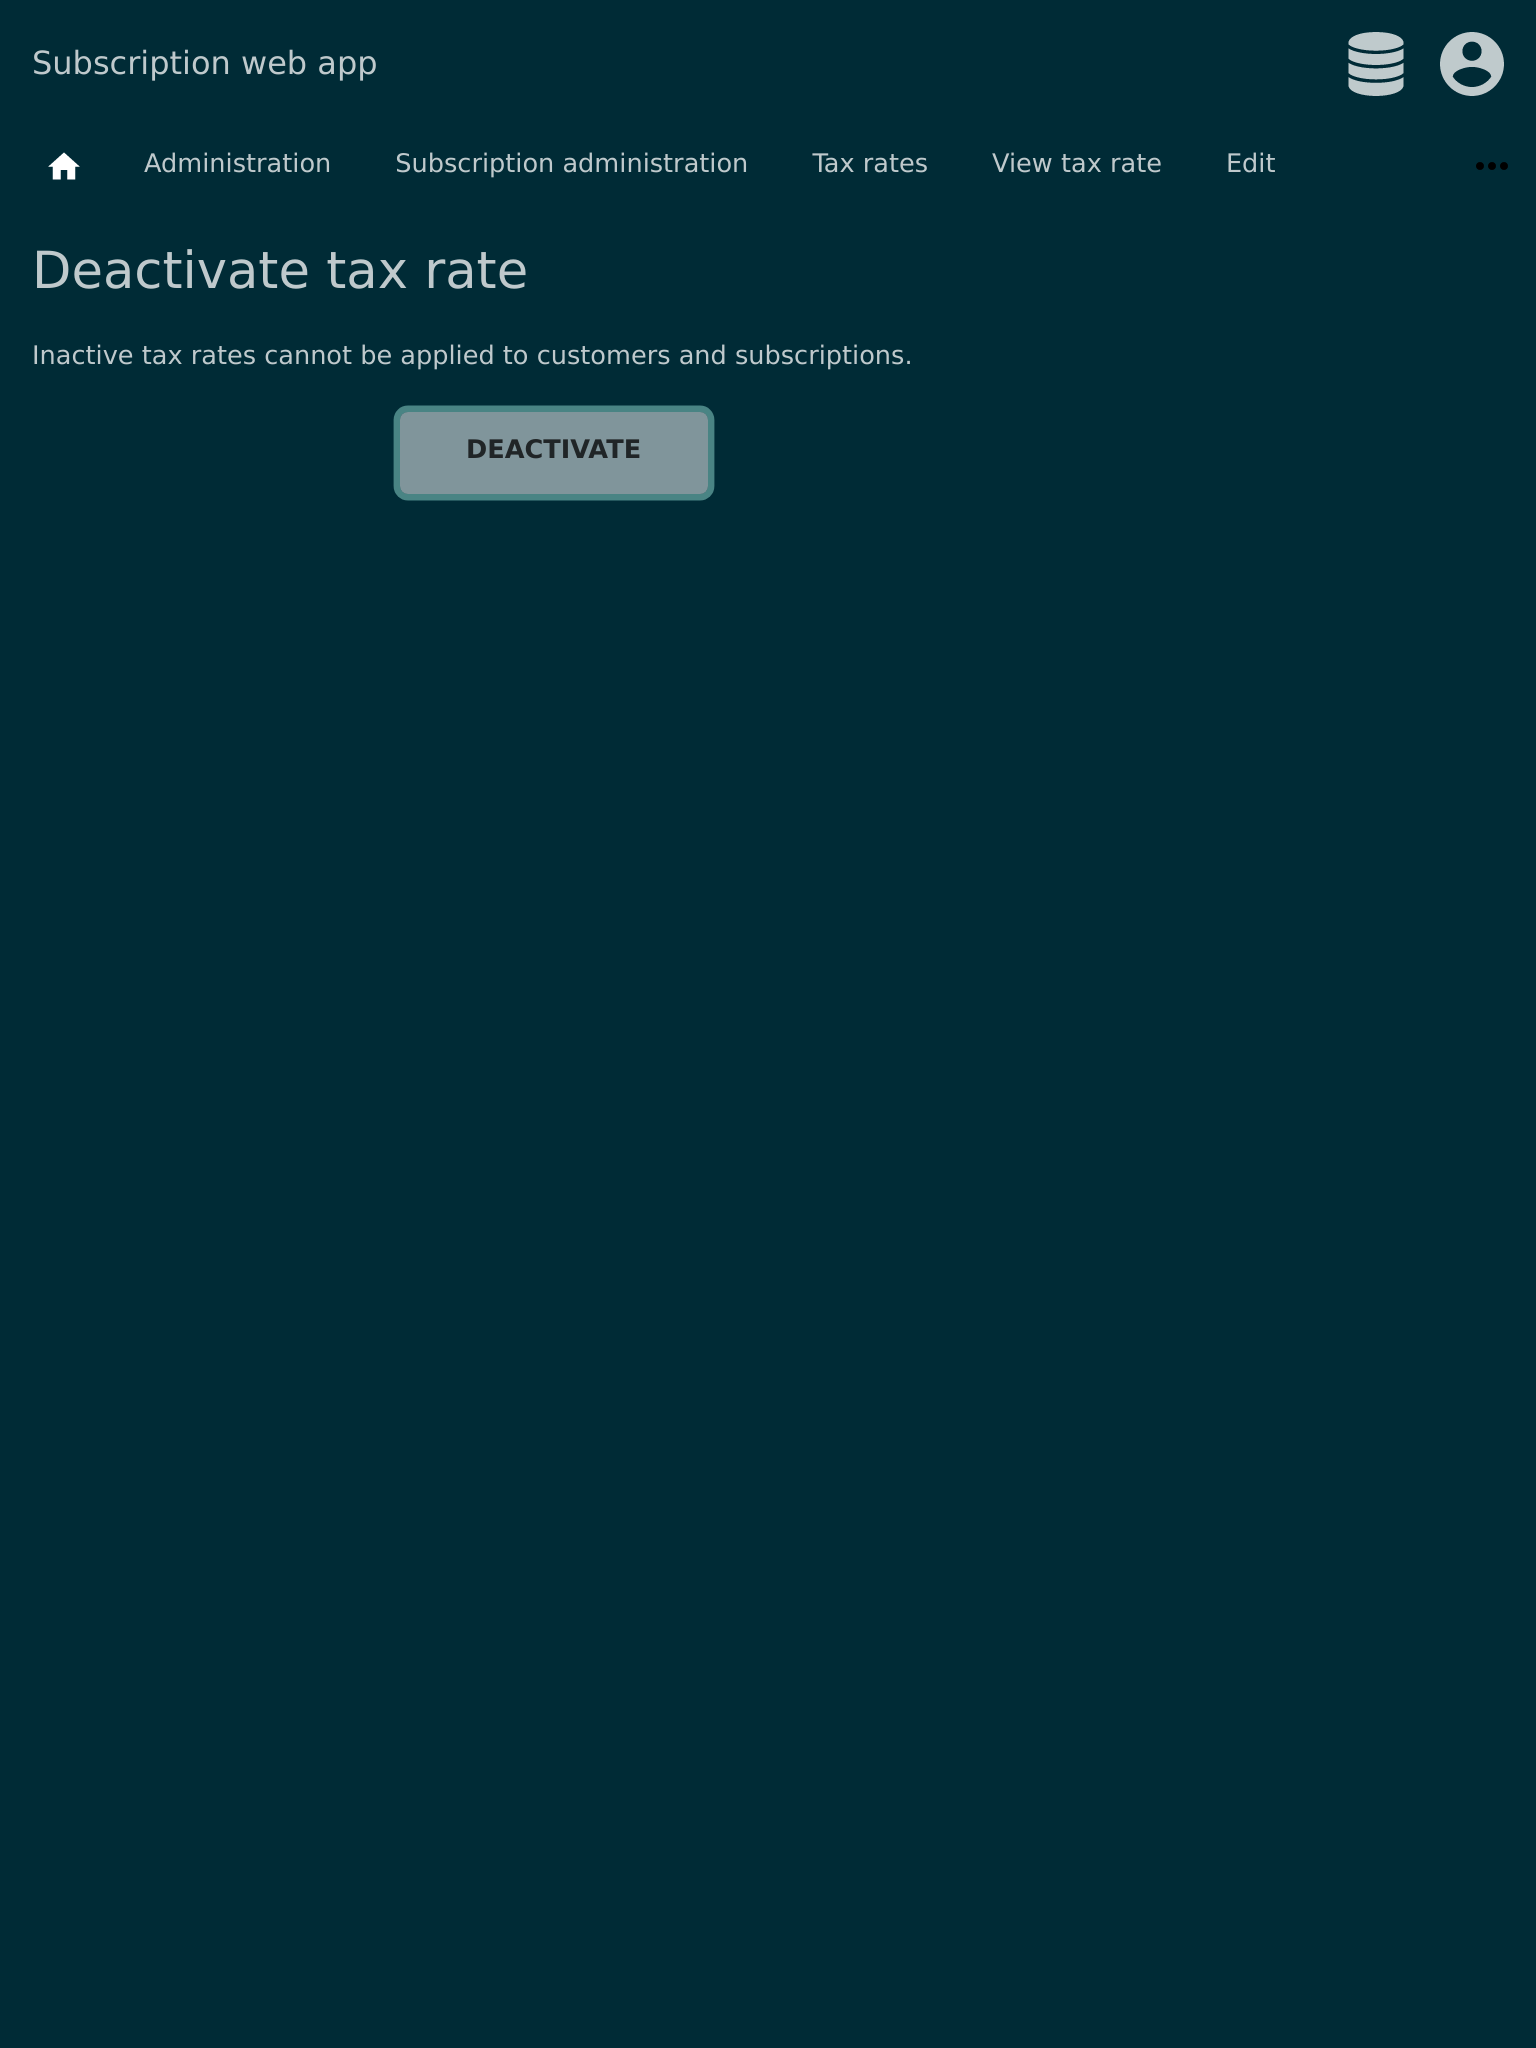 Subscription web app
Administration Subscription administration Tax rates View tax rate Edit
Deactivate tax rate
Inactive tax rates cannot be applied to customers and subscriptions.
DEACTIVATE